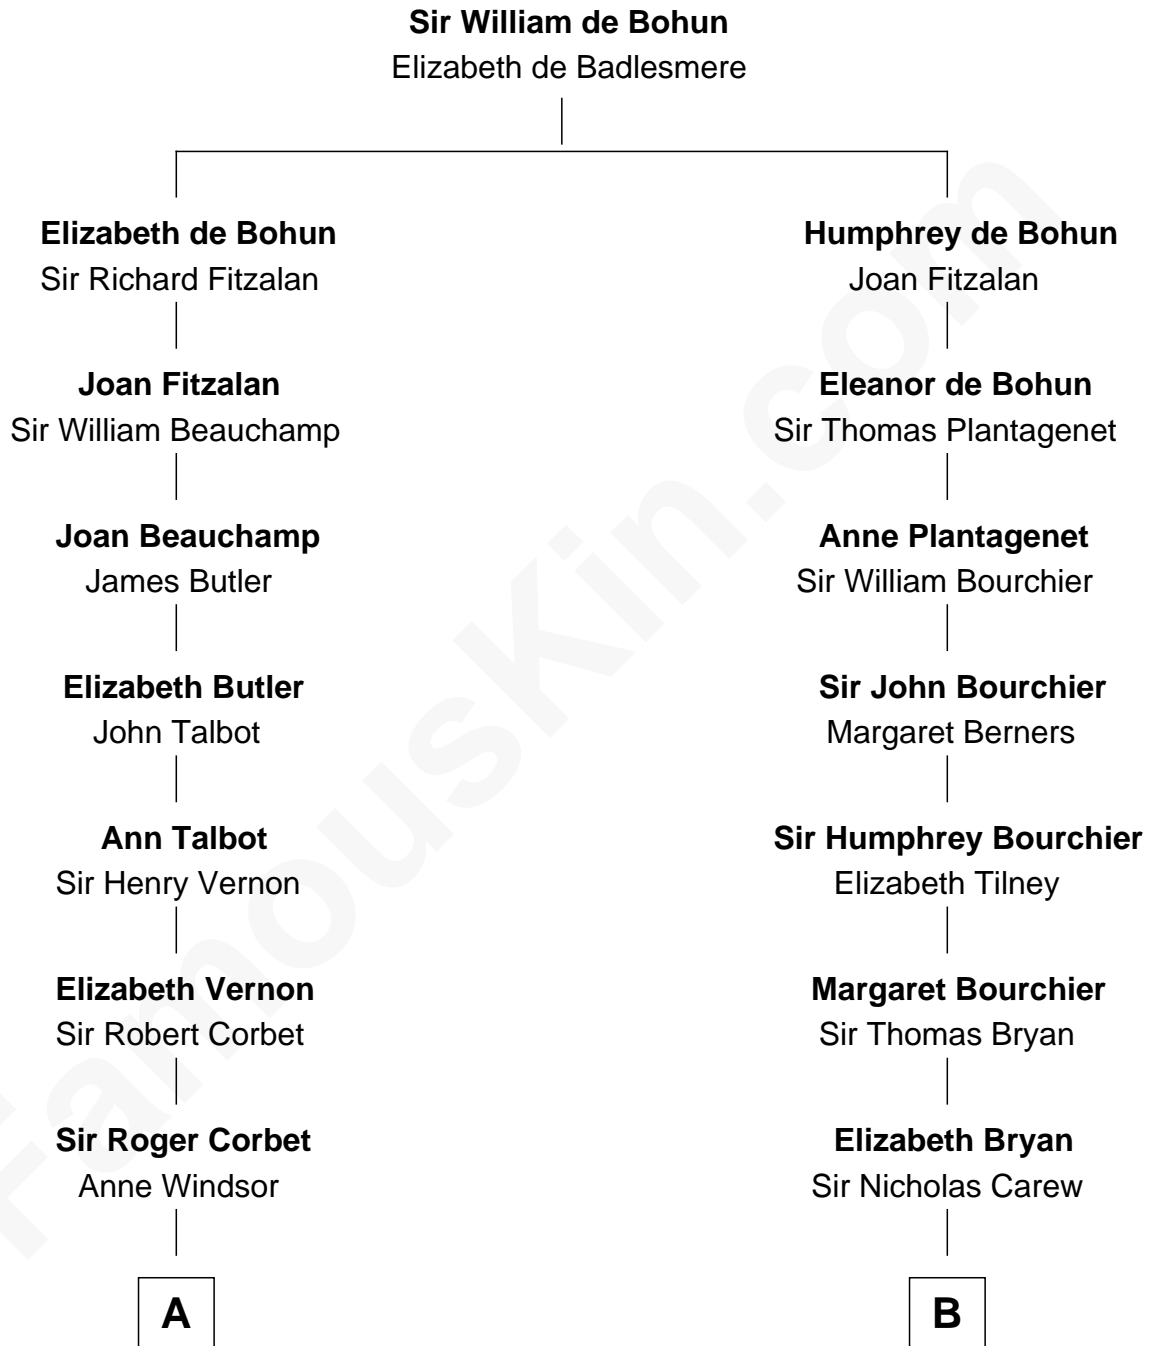 Sir William de Bohun
Elizabeth de Badlesmere
Elizabeth de Bohun
Sir Richard Fitzalan
Humphrey de Bohun
Joan Fitzalan
Joan Fitzalan
Sir William Beauchamp
Eleanor de Bohun
Sir Thomas Plantagenet
Joan Beauchamp
James Butler
Anne Plantagenet
Sir William Bourchier
Elizabeth Butler
John Talbot
Sir John Bourchier
Margaret Berners
Ann Talbot
Sir Henry Vernon
Sir Humphrey Bourchier
Elizabeth Tilney
Elizabeth Vernon
Sir Robert Corbet
Margaret Bourchier
Sir Thomas Bryan
Sir Roger Corbet
Anne Windsor
Elizabeth Bryan
Sir Nicholas Carew
A
B
FamousKin.com